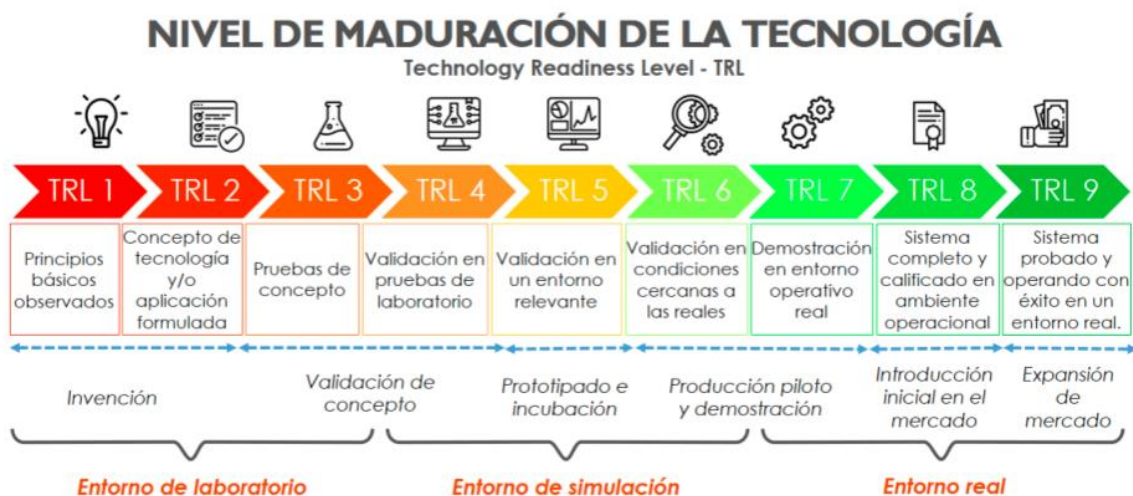 NIVEL DE MADURACIÓN DE LA TECNOLOGÍA
Technology Readiness Level - TRL
TRL 1
TRL 2
TRL 3
TRL 4
TRL 5
TRL 6
TRL 7
TRL 8
TRL 9
Principios
básicos
observados
Concepto de
tecnología
y/o
aplicación
formulada
Pruebas de
concepto
Validación en
pruebas de
laboratorio
Validación en
un entorno
relevante
Validación en
condiciones
cercanas a
las reales
Demostración
en entorno
operativo
real
Sistema
completo y
calificado en
ambiente
operacional
Sistema
probado y
operando con
éxito en un
entorno real.
Invención
Validación de
concepto
Prototipado e
incubación
Producción piloto
y demostración
Introducción
inicial en el
mercado
Expansión
de
mercado
Entorno de laboratorio
Entorno de simulación
Entorno real